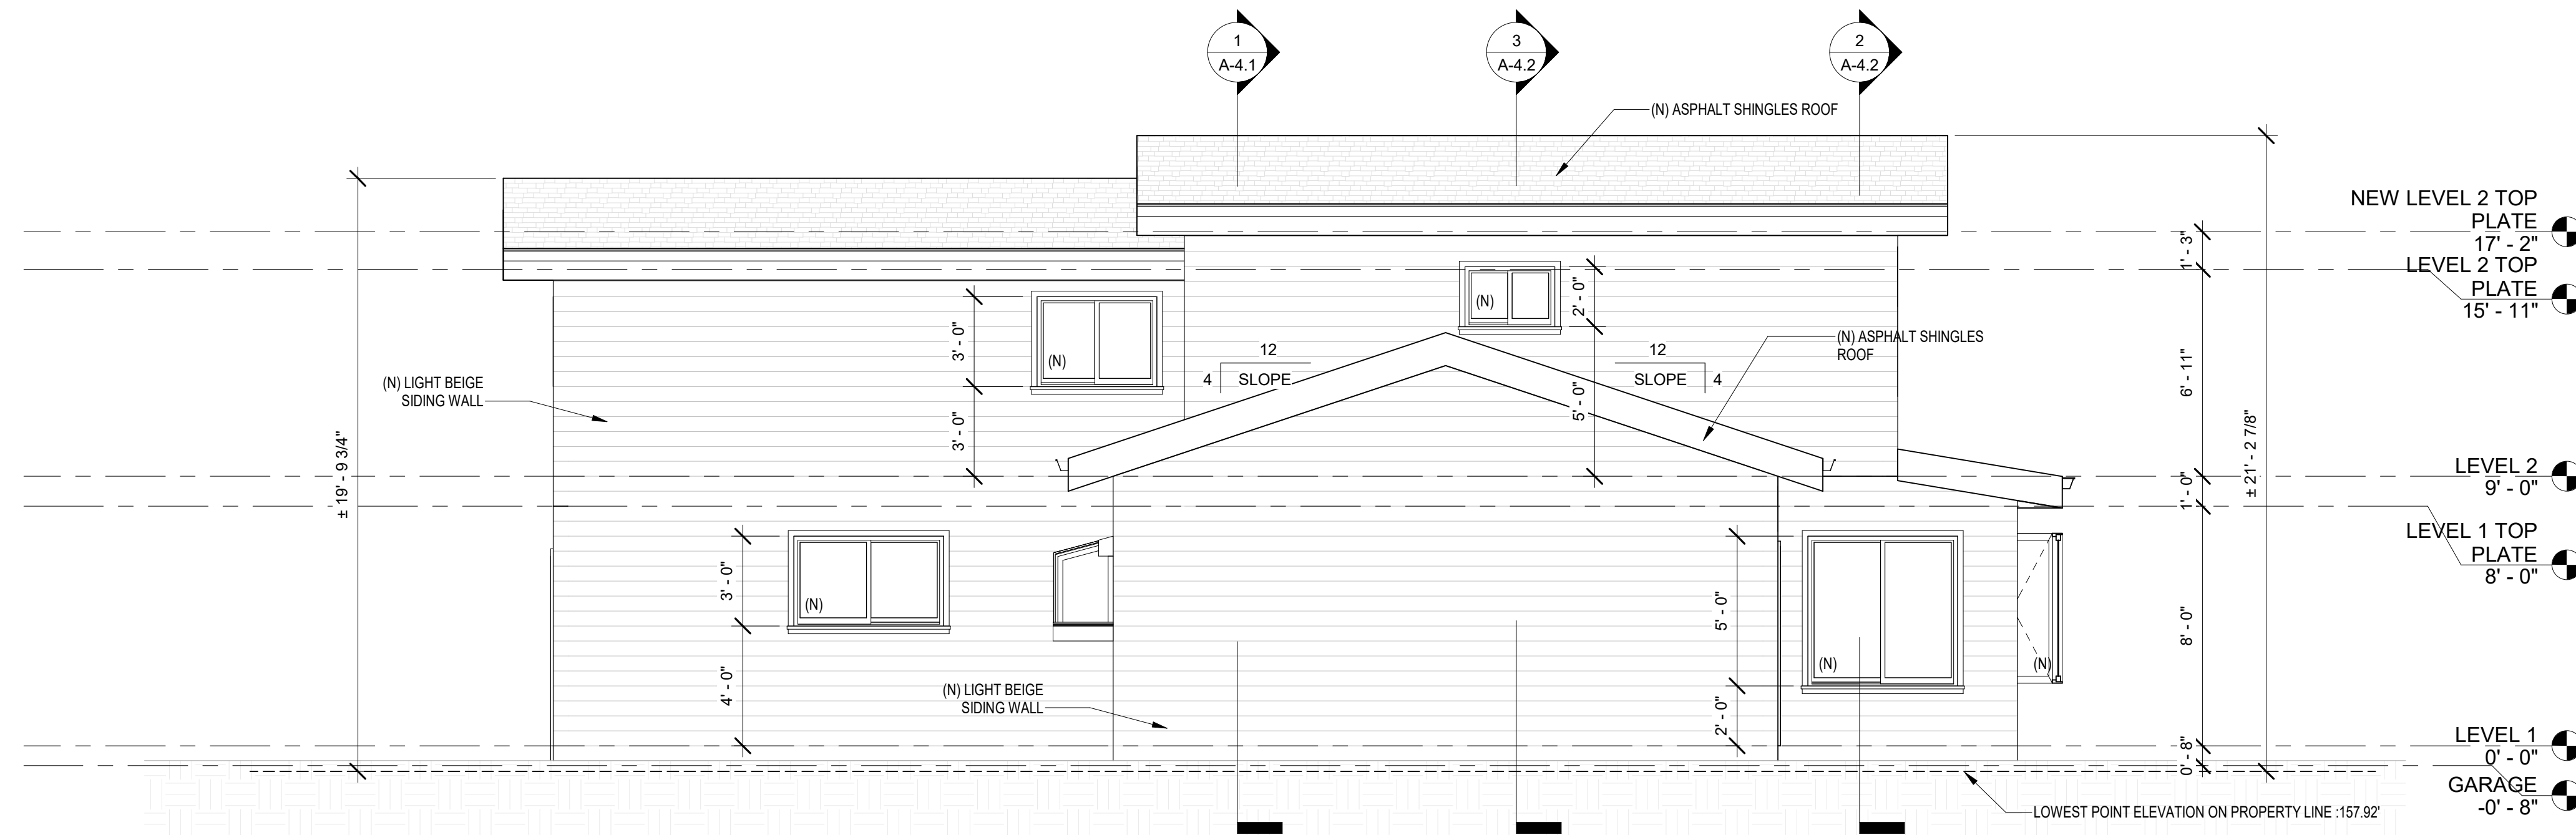 1
A-4.1
3
A-4.2
2
A-4.2
(N) ASPHALT SHINGLES ROOF
NEW LEVEL 2 TOP
PLATE
17' - 2"
1' - 3"
LEVEL 2 TOP
PLATE
15' - 11"
(N)
2' - 0"
3' - 0"
(N)
(N) ASPHALT SHINGLES
ROOF
12
4
SLOPE
12
SLOPE
4
(N) LIGHT BEIGE
SIDING WALL
5' - 0"
6' - 11"
3' - 0"
± 19' - 9 3/4"
± 21' - 2 7/8"
LEVEL 2
9' - 0"
1' - 0"
LEVEL 1 TOP
PLATE
8' - 0"
3' - 0"
(N)
5' - 0"
8' - 0"
(N)
(N)
4' - 0"
(N) LIGHT BEIGE
SIDING WALL
2' - 0"
LEVEL 1
0' - 0"
0' - 8"
GARAGE
-0' - 8"
LOWEST POINT ELEVATION ON PROPERTY LINE :157.92'